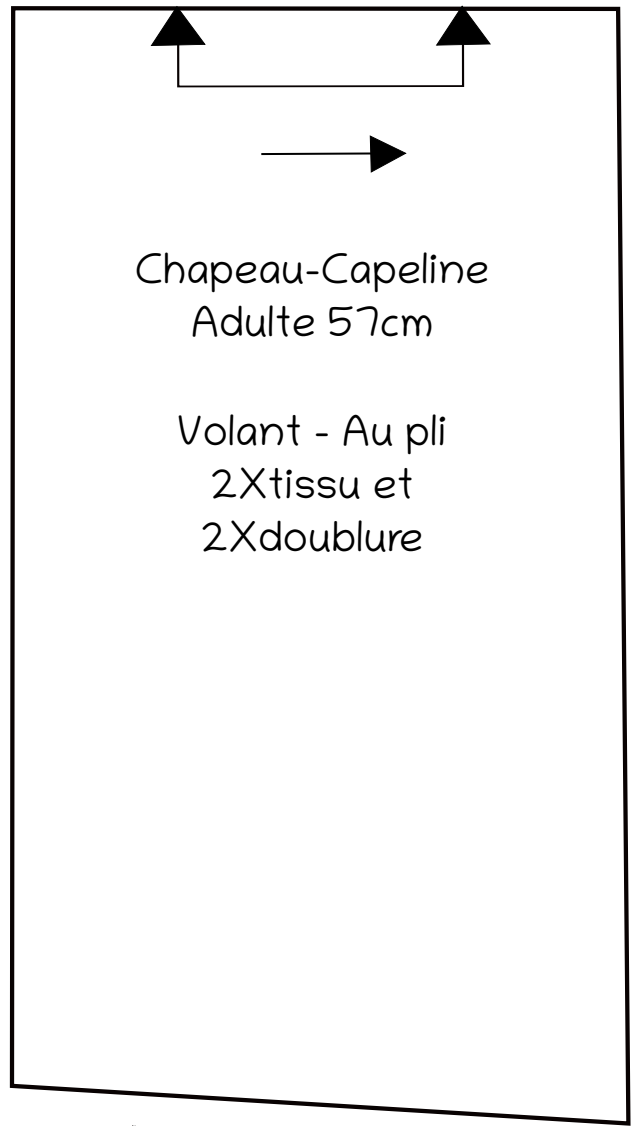 Chapeau-Capeline
Adulte 57cm
Volant - Au pli
2Xtissu et
2Xdoublure